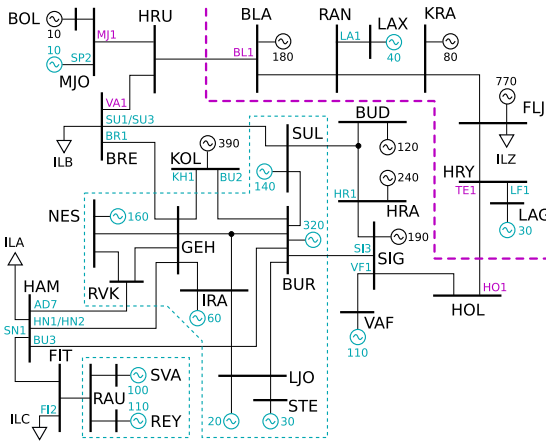 BOL
10
10
MJO
MJ1
SP2
HRU
BLA
BL1
180
RAN
LA1
LAX
40
KRA
80
770
FLJ
ILZ
VA1
SU1/SU3
BR1
ILB
BRE
KOL
390
KH1
BU2
SUL
140
BUD
120
240
HR1
HRA
HRY
TE1
LF1
LAG
30
NES
160
GEH
320
BUR
SI3
190
SIG
VF1
ILA
HAM
AD7
RVK
IRA
60
HN1/HN2
SN1
BU3
VAF
110
HO1
HOL
FIT
FI2
ILC
RAU
SVA
100
110
REY
LJO
STE
20
30